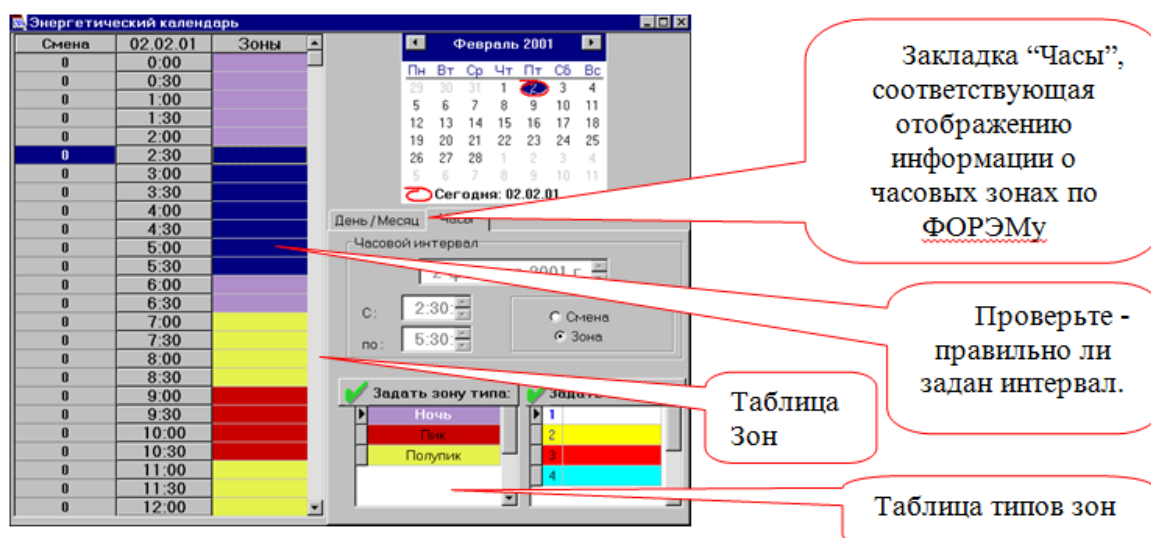 Энергетический календарь
Смена 02.02.01 Зоны
0 0:00
0 0:30
0 1:00
0 1:30
0 2:00
0 2:30
0 3:00
0 3:30
0 4:00
0 4:30
0 5:00
0 5:30
0 6:00
0 6:30
0 7:00
0 7:30
0 8:00
0 8:30
0 9:00
0 9:30
0 10:00
0 10:30
0 11:00
0 11:30
0 12:00
Февраль 2001
Пн Вт Ср Чт Пт Сб Вс
29 30 31 1 2 3 4
5 6 7 8 9 10 11
12 13 14 15 16 17 18
19 20 21 22 23 24 25
26 27 28 1 2 3 4
5 6 7 8 9 10 11
Сегодня: 02.02.01
День/Месяц Часы
Часовой интервал
2 2001 г.
С: 2:30:
по: 5:30:
Смена
Зона
Задать зону типа:
Ночь
Пик
Полупик
Задать
1
2
3
4
Закладка “Часы”,
соответствующая
отображению
информации о
часовых зонах по
ФОРЭМу
Проверьте -
правильно ли
задан интервал.
Таблица
Зон
Таблица типов зон